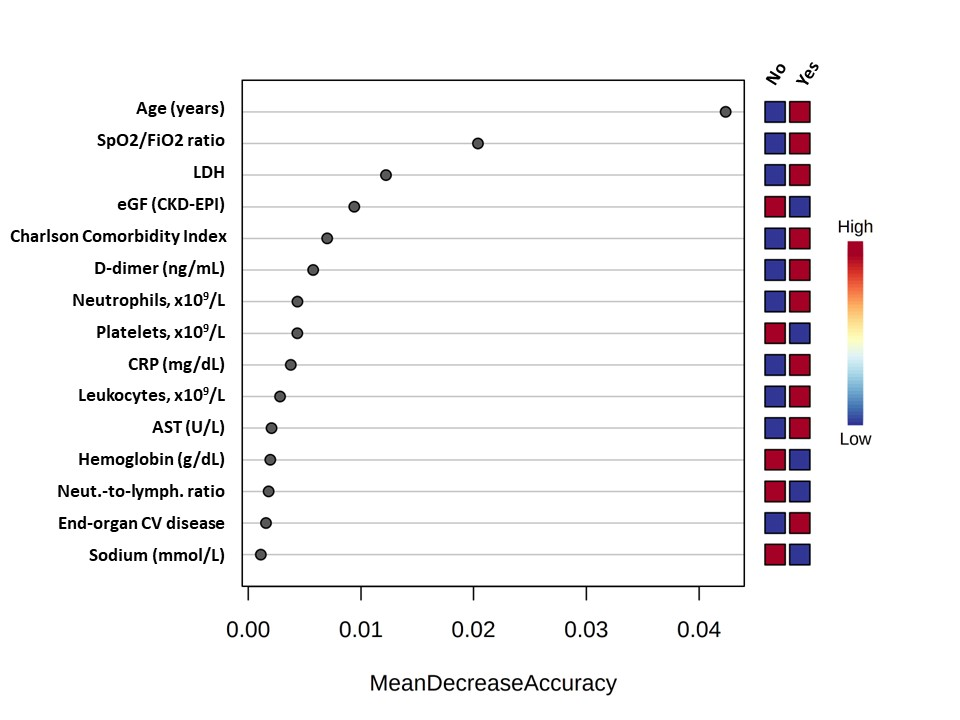 No Yes
Age (years)
SpO2/FiO2 ratio
LDH
eGF (CKD-EPI)
Charlson Comorbidity Index
D-dimer (ng/mL)
Neutrophils, x10⁹/L
Platelets, x10⁹/L
CRP (mg/dL)
Leukocytes, x10⁹/L
AST (U/L)
Hemoglobin (g/dL)
Neut.-to-lymph. ratio
End-organ CV disease
Sodium (mmol/L)
High
Low
0.00 0.01 0.02 0.03 0.04
MeanDecreaseAccuracy